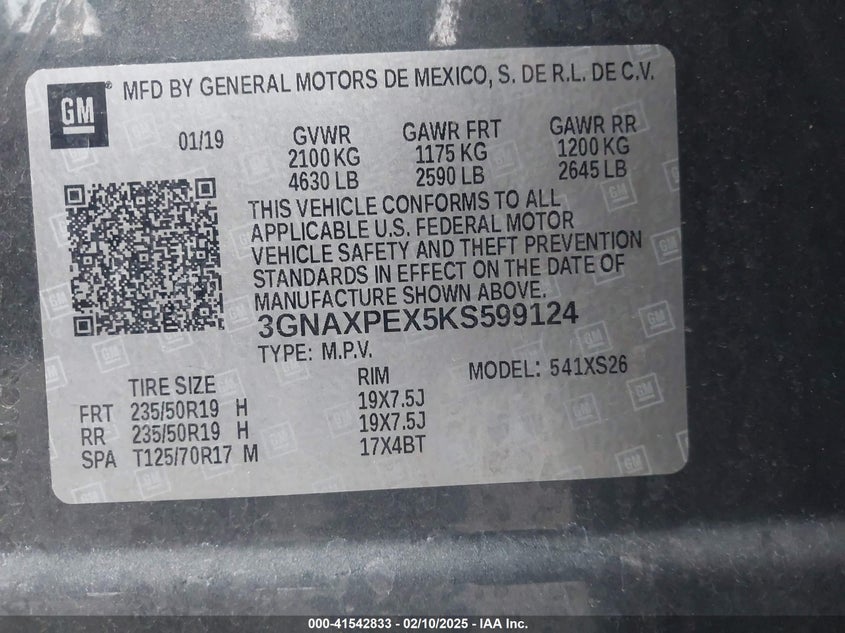 GM ® MFD BY GENERAL MOTORS DE MEXICO, S. DE R.L. DE C.V.
01/19 GVWR GAWR FRT GAWR RR
2100 KG 1175 KG 1200 KG
4630 LB 2590 LB 2645 LB
THIS VEHICLE CONFORMS TO ALL
APPLICABLE U.S. FEDERAL MOTOR
VEHICLE SAFETY AND THEFT PREVENTION
STANDARDS IN EFFECT ON THE DATE OF
MANUFACTURE SHOWN ABOVE.
3GNAXPEX5KS599124
TYPE: M.P.V. MODEL: 541XS26
TIRE SIZE RIM
FRT 235/50R19 H 19X7.5J
RR 235/50R19 H 19X7.5J
SPA T125/70R17 M 17X4BT
000-41542833 - 02/10/2025 - IAA Inc.